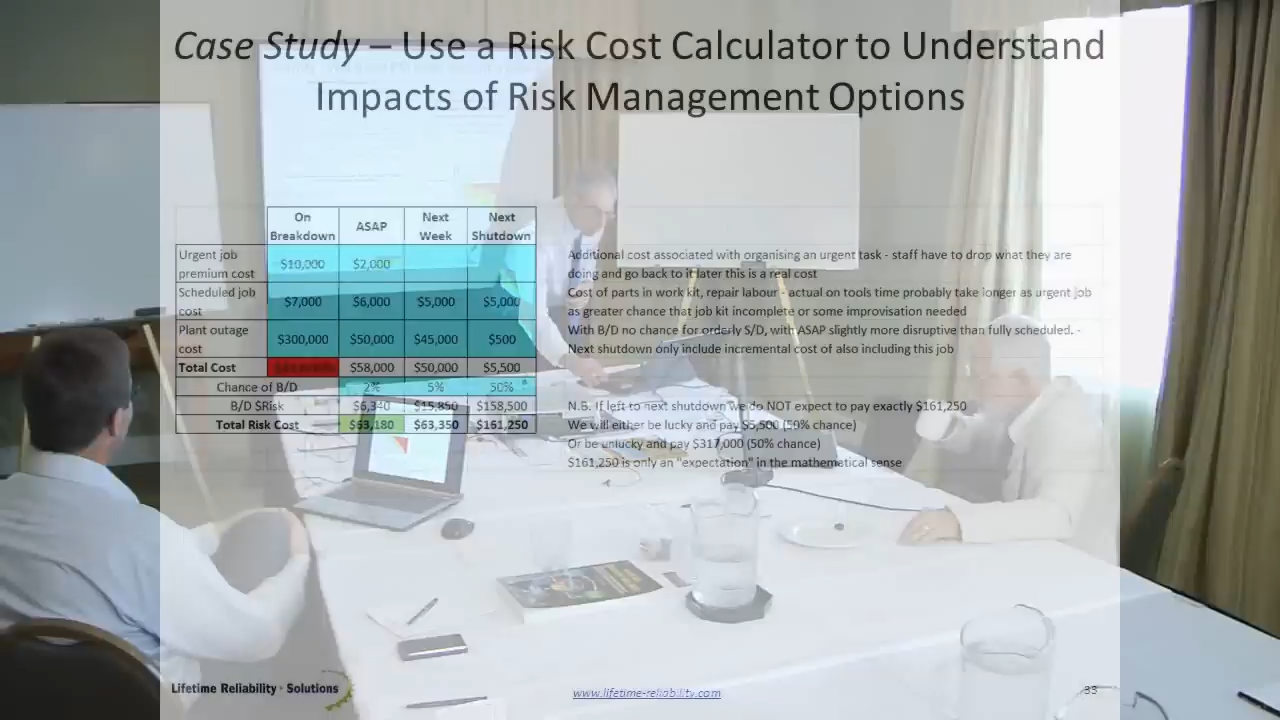 Case Study – Use a Risk Cost Calculator to Understand
Impacts of Risk Management Options
On Breakdown ASAP Next Week Next Shutdown
Urgent job premium cost $10,000 $2,000
Scheduled job cost $7,000 $6,000 $5,000 $5,000
Plant outage cost $300,000 $50,000 $45,000 $500
Total Cost $58,000 $50,000 $5,500
Chance of B/D 2% 5% 50%
B/D $Risk $6,340 $15,850 $158,500
Total Risk Cost $63,350 $161,250
Additional cost associated with organising an urgent task - staff have to drop what they are
doing and go back to it later this is a real cost
Cost of parts in work kit, repair labour - actual on tools time probably take longer as urgent job
as greater chance that job kit incomplete or some improvisation needed
With B/D no chance for orderly S/D, with ASAP slightly more disruptive than fully scheduled. -
Next shutdown only include incremental cost of also including this job
N.B. If left to next shutdown we do NOT expect to pay exactly $161,250
We will either be lucky and pay $5,500 (50% chance)
Or be unlucky and pay $317,000 (50% chance)
$161,250 is only an "expectation" in the mathematical sense
Lifetime Reliability Solutions
www.lifetime-reliability.com
33